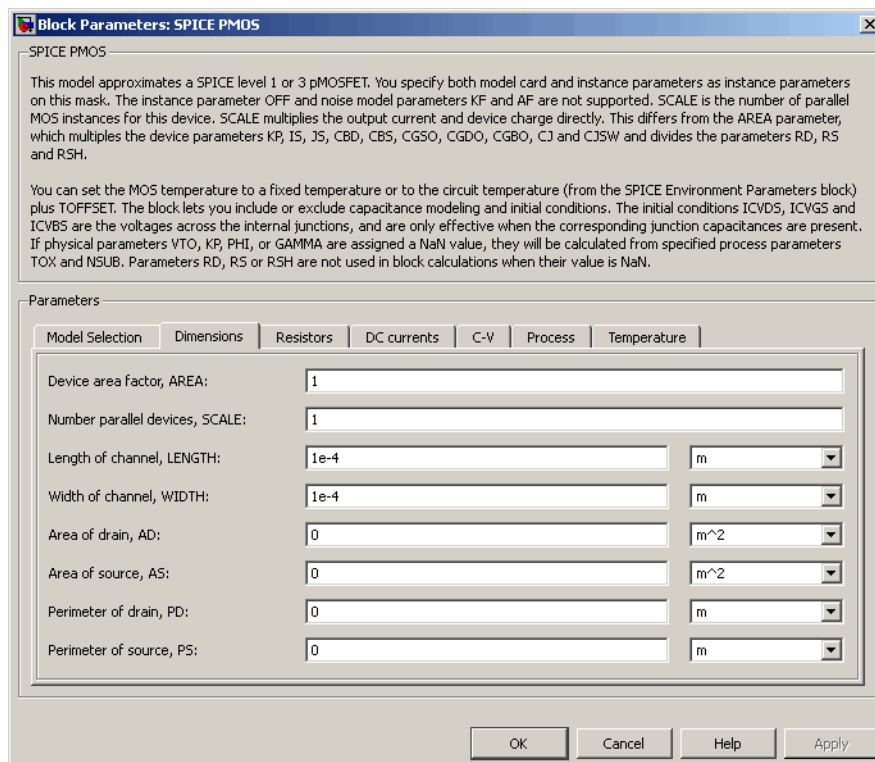 Block Parameters: SPICE PMOS
SPICE PMOS
This model approximates a SPICE level 1 or 3 pMOSFET. You specify both model card and instance parameters as instance parameters
on this mask. The instance parameter OFF and noise model parameters KF and AF are not supported. SCALE is the number of parallel
MOS instances for this device. SCALE multiplies the output current and device charge directly. This differs from the AREA parameter,
which multiples the device parameters KP, IS, JS, CBD, CBS, CGSO, CGDO, CGBO, CJ and CJSW and divides the parameters RD, RS
and RSH.
You can set the MOS temperature to a fixed temperature or to the circuit temperature (from the SPICE Environment Parameters block)
plus TOFFSET. The block lets you include or exclude capacitance modeling and initial conditions. The initial conditions ICVDS, ICVGS and
ICVBS are the voltages across the internal junctions, and are only effective when the corresponding junction capacitances are present.
If physical parameters VTO, KP, PHI, or GAMMA are assigned a NaN value, they will be calculated from specified process parameters
TOX and NSUB. Parameters RD, RS or RSH are not used in block calculations when their value is NaN.
Parameters
Model Selection Dimensions Resistors DC currents C-V Process Temperature
Device area factor, AREA: 1
Number parallel devices, SCALE: 1
Length of channel, LENGTH: 1e-4 m
Width of channel, WIDTH: 1e-4 m
Area of drain, AD: 0 m^2
Area of source, AS: 0 m^2
Perimeter of drain, PD: 0 m
Perimeter of source, PS: 0 m
OK Cancel Help Apply